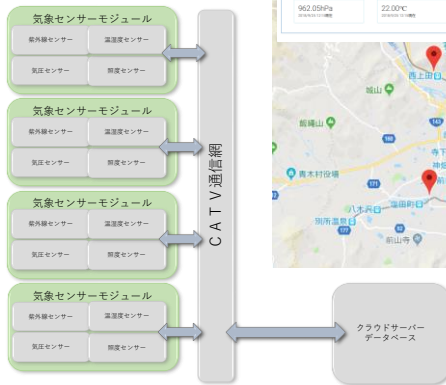 気象センサーモジュール
紫外線センサー
温湿度センサー
気圧センサー
照度センサー
気象センサーモジュール
紫外線センサー
温湿度センサー
気圧センサー
照度センサー
気象センサーモジュール
紫外線センサー
温湿度センサー
気圧センサー
照度センサー
気象センサーモジュール
紫外線センサー
温湿度センサー
気圧センサー
照度センサー
CATV通信網
962.05hPa
22.00℃
西上田
城山
飯縄山
143
168
寺下
青木村役場
171
八木沢
塩田町
別所温泉
177
82
前山寺
クラウドサーバー
データベース